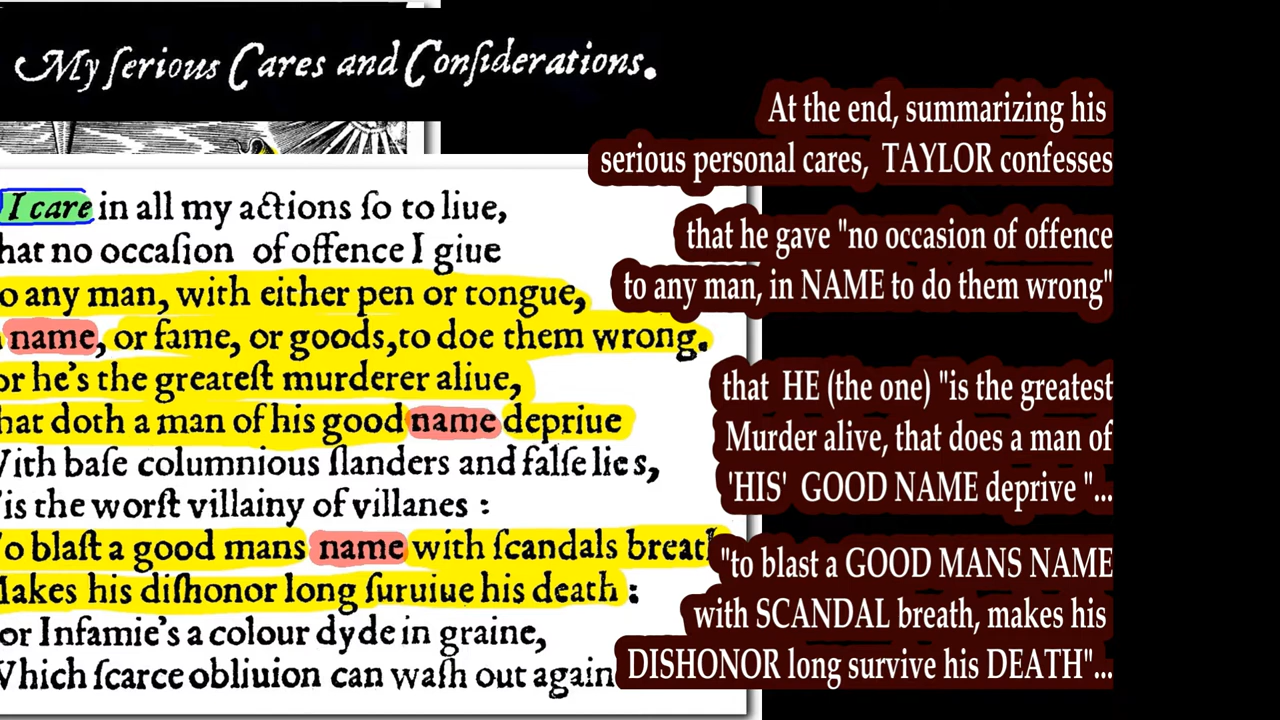 My ſerious Cares and Conſiderations.
I care in all my actions ſo to liue,
hat no occaſion of offence I giue
o any man, with either pen or tongue,
name, or fame, or goods,to doe them wrong.
or he's the greateſt murderer aliue,
hat doth a man of his good name depriue
With baſe columnious ſlanders and falſe lies,
'is the worſt villainy of villanes :
o blaſt a good mans name with ſcandals breath
Makes his diſhonor long ſuruiue his death :
or Infamie's a colour dyde in graine,
Which ſcarce obliuion can waſh out again
At the end, summarizing his
serious personal cares, TAYLOR confesses
that he gave "no occasion of offence
to any man, in NAME to do them wrong"
that HE (the one) "is the greatest
Murder alive, that does a man of
'HIS' GOOD NAME deprive "...
"to blast a GOOD MANS NAME
with SCANDAL breath, makes his
DISHONOR long survive his DEATH"...